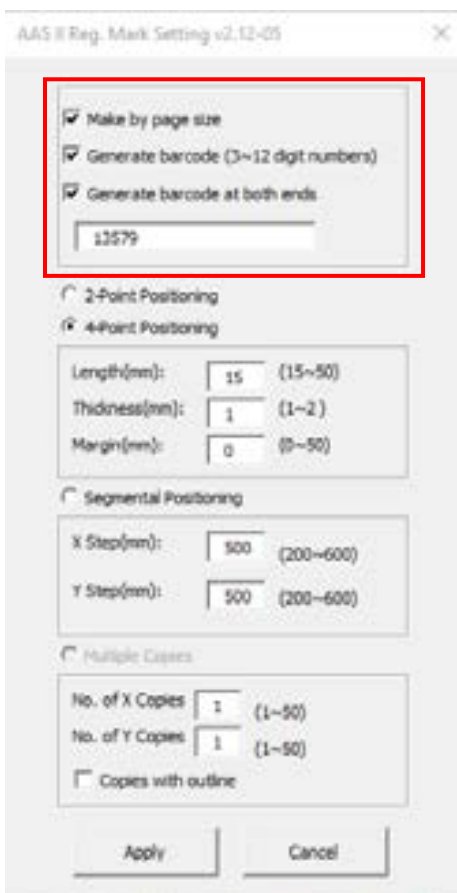 AAS II Reg. Mark Setting v2.12-05
Make by page size
Generate barcode (3~12 digit numbers)
Generate barcode at both ends
13579
2-Point Positioning
4-Point Positioning
Length(mm): 15 (15~50)
Thickness(mm): 1 (1~2 )
Margin(mm): 0 (0~50)
Segmental Positioning
X Step(mm): 500 (200~600)
Y Step(mm): 500 (200~600)
Multiple Copies
No. of X Copies 1 (1~50)
No. of Y Copies 1 (1~50)
Copies with outline
Apply Cancel